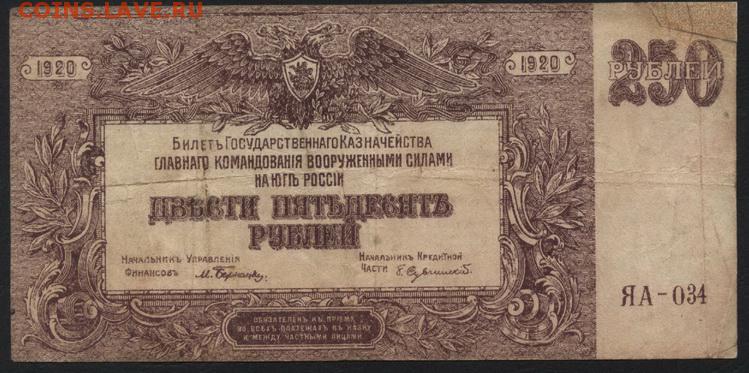 COINS.LAVE.RU
1920
1920
250
РУБЛЕЙ
Билетъ Государственнаго Казначейства
Главнаго Командованія Вооруженными Силами
на Югѣ Россіи
Двѣсти пятьдесятъ
рублей
Начальникъ Управленія
Финансовъ
Начальникъ Кредитной
Части
ЯА-034
Обязателенъ къ пріему
во всѣхъ платежахъ въ казну
и между частными лицами